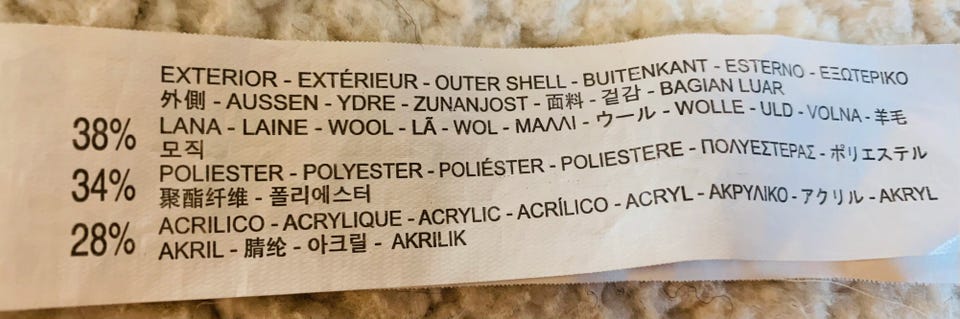 EXTERIOR - EXTÉRIEUR - OUTER SHELL - BUITENKANT - ESTERNO - ΕΞΩΤΕΡΙΚΟ
外側 - AUSSEN - YDRE - ZUNANJOST - 面料 - 겉감 - BAGIAN LUAR
38% LANA - LAINE - WOOL - LÃ - WOL - ΜΑΛΛΙ - ウール - WOLLE - ULD - VOLNA - 羊毛
모직
34% POLIESTER - POLYESTER - POLIÉSTER - POLIESTERE - ΠΟΛΥΕΣΤΕΡΑΣ - ポリエステル
聚酯纤维 - 폴리에스터
28% ACRILICO - ACRYLIQUE - ACRYLIC - ACRÍLICO - ACRYL - ΑΚΡΥΛΙΚΟ - アクリル - AKRYL
AKRIL - 腈纶 - 아크릴 - AKRILIK